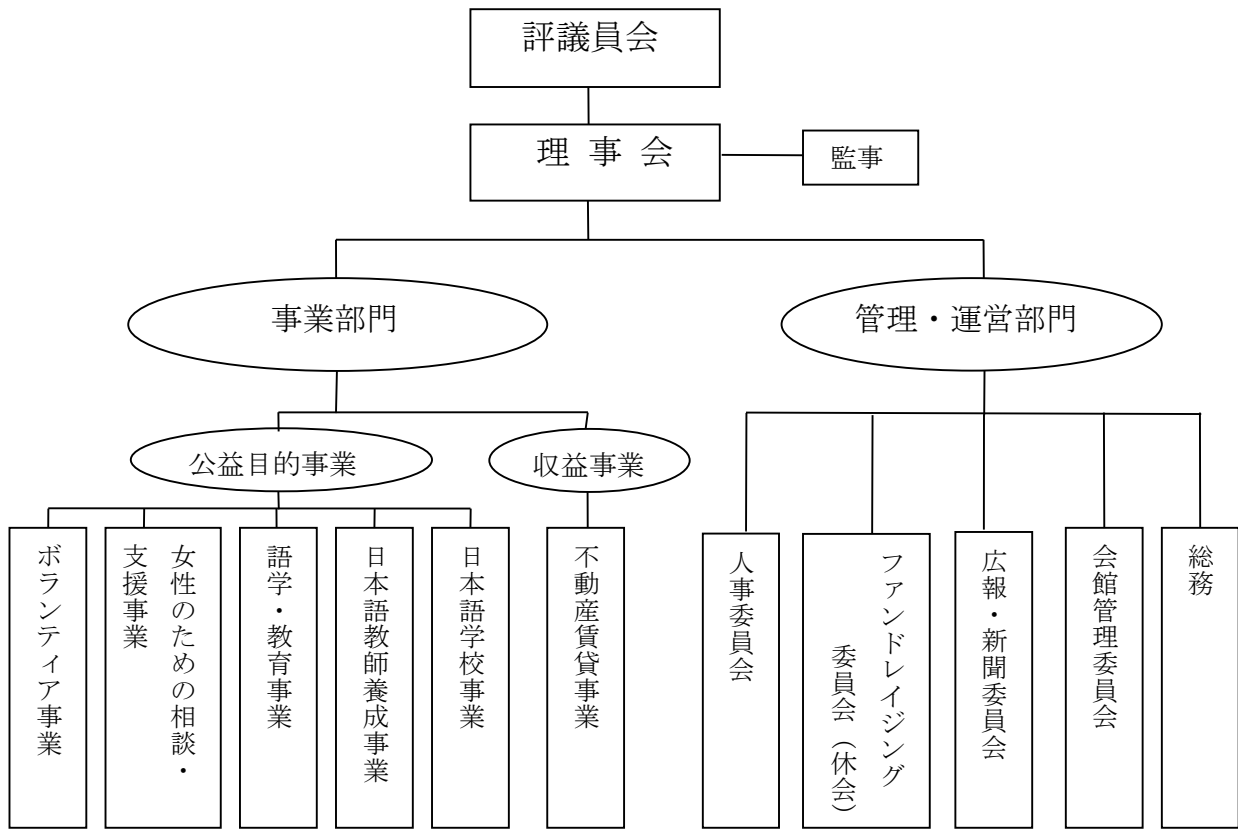 評議員会
理 事 会
監事
事業部門
管理・運営部門
公益目的事業
収益事業
ボランティア事業
女性のための相談・
支援事業
語学・教育事業
日本語教師養成事業
日本語学校事業
不動産賃貸事業
人事委員会
ファンドレイジング
委員会（休会）
広報・新聞委員会
会館管理委員会
総務